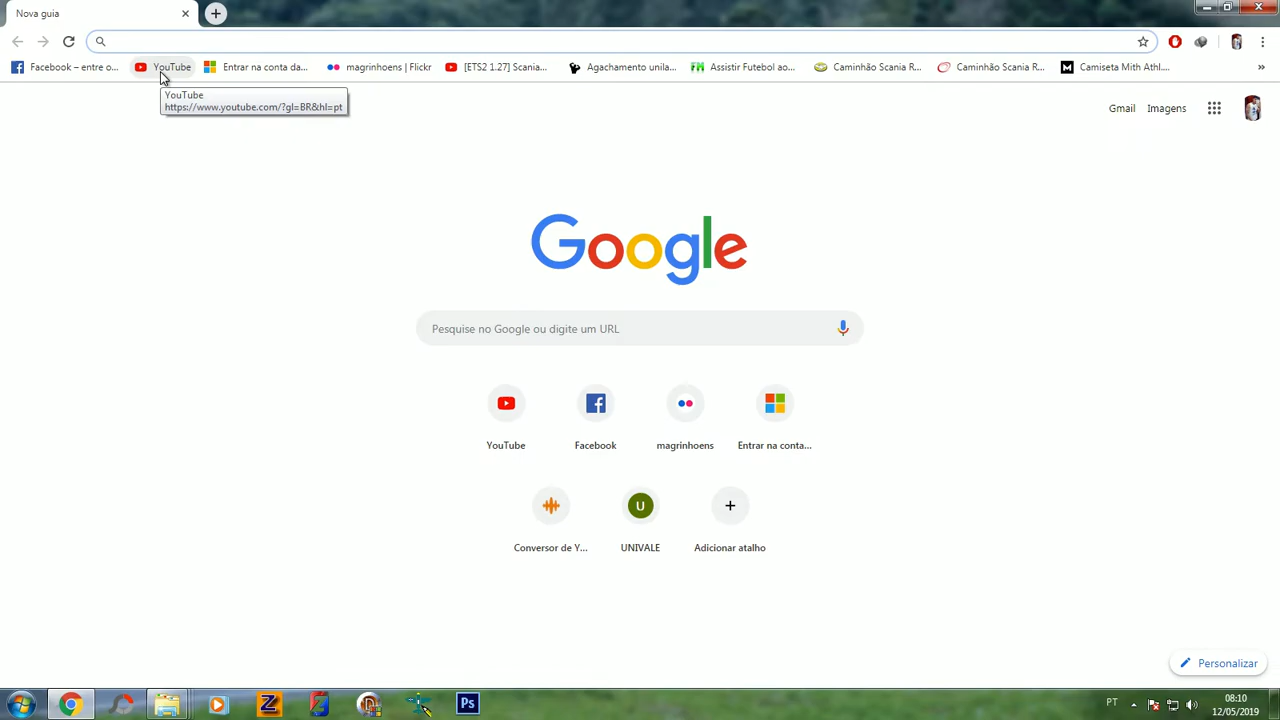 Nova guia
Facebook – entre o...
YouTube
Entrar na conta da...
magrinhoens | Flickr
[ETS2 1.27] Scania...
Agachamento unila...
Assistir Futebol ao...
Caminhão Scania R...
Caminhão Scania R...
Camiseta Mith Athl....
»
YouTube
https://www.youtube.com/?gl=BR&hl=pt
Gmail
Imagens
Google
Pesquise no Google ou digite um URL
YouTube
Facebook
magrinhoens
Entrar na conta...
U
Conversor de Y...
UNIVALE
Adicionar atalho
Personalizar
Ps
PT
08:10
12/05/2019